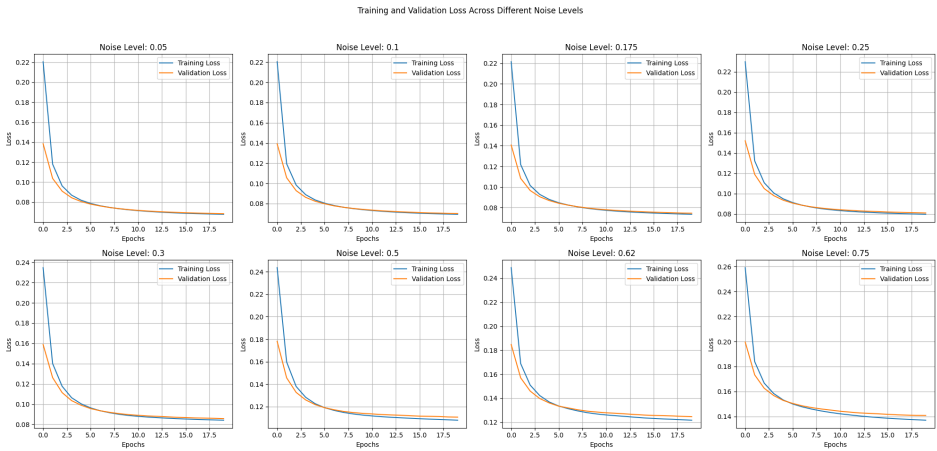 Training and Validation Loss Across Different Noise Levels
Noise Level: 0.05
Training Loss
Validation Loss
0.22
0.20
0.18
0.16
0.14
0.12
0.10
0.08
Loss
0.0 2.5 5.0 7.5 10.0 12.5 15.0 17.5
Epochs
Noise Level: 0.1
Training Loss
Validation Loss
0.22
0.20
0.18
0.16
0.14
0.12
0.10
0.08
Loss
0.0 2.5 5.0 7.5 10.0 12.5 15.0 17.5
Epochs
Noise Level: 0.175
Training Loss
Validation Loss
0.22
0.20
0.18
0.16
0.14
0.12
0.10
0.08
Loss
0.0 2.5 5.0 7.5 10.0 12.5 15.0 17.5
Epochs
Noise Level: 0.25
Training Loss
Validation Loss
0.22
0.20
0.18
0.16
0.14
0.12
0.10
0.08
Loss
0.0 2.5 5.0 7.5 10.0 12.5 15.0 17.5
Epochs
Noise Level: 0.3
Training Loss
Validation Loss
0.24
0.22
0.20
0.18
0.16
0.14
0.12
0.10
0.08
Loss
0.0 2.5 5.0 7.5 10.0 12.5 15.0 17.5
Epochs
Noise Level: 0.5
Training Loss
Validation Loss
0.24
0.22
0.20
0.18
0.16
0.14
0.12
Loss
0.0 2.5 5.0 7.5 10.0 12.5 15.0 17.5
Epochs
Noise Level: 0.62
Training Loss
Validation Loss
0.24
0.22
0.20
0.18
0.16
0.14
0.12
Loss
0.0 2.5 5.0 7.5 10.0 12.5 15.0 17.5
Epochs
Noise Level: 0.75
Training Loss
Validation Loss
0.26
0.24
0.22
0.20
0.18
0.16
0.14
Loss
0.0 2.5 5.0 7.5 10.0 12.5 15.0 17.5
Epochs